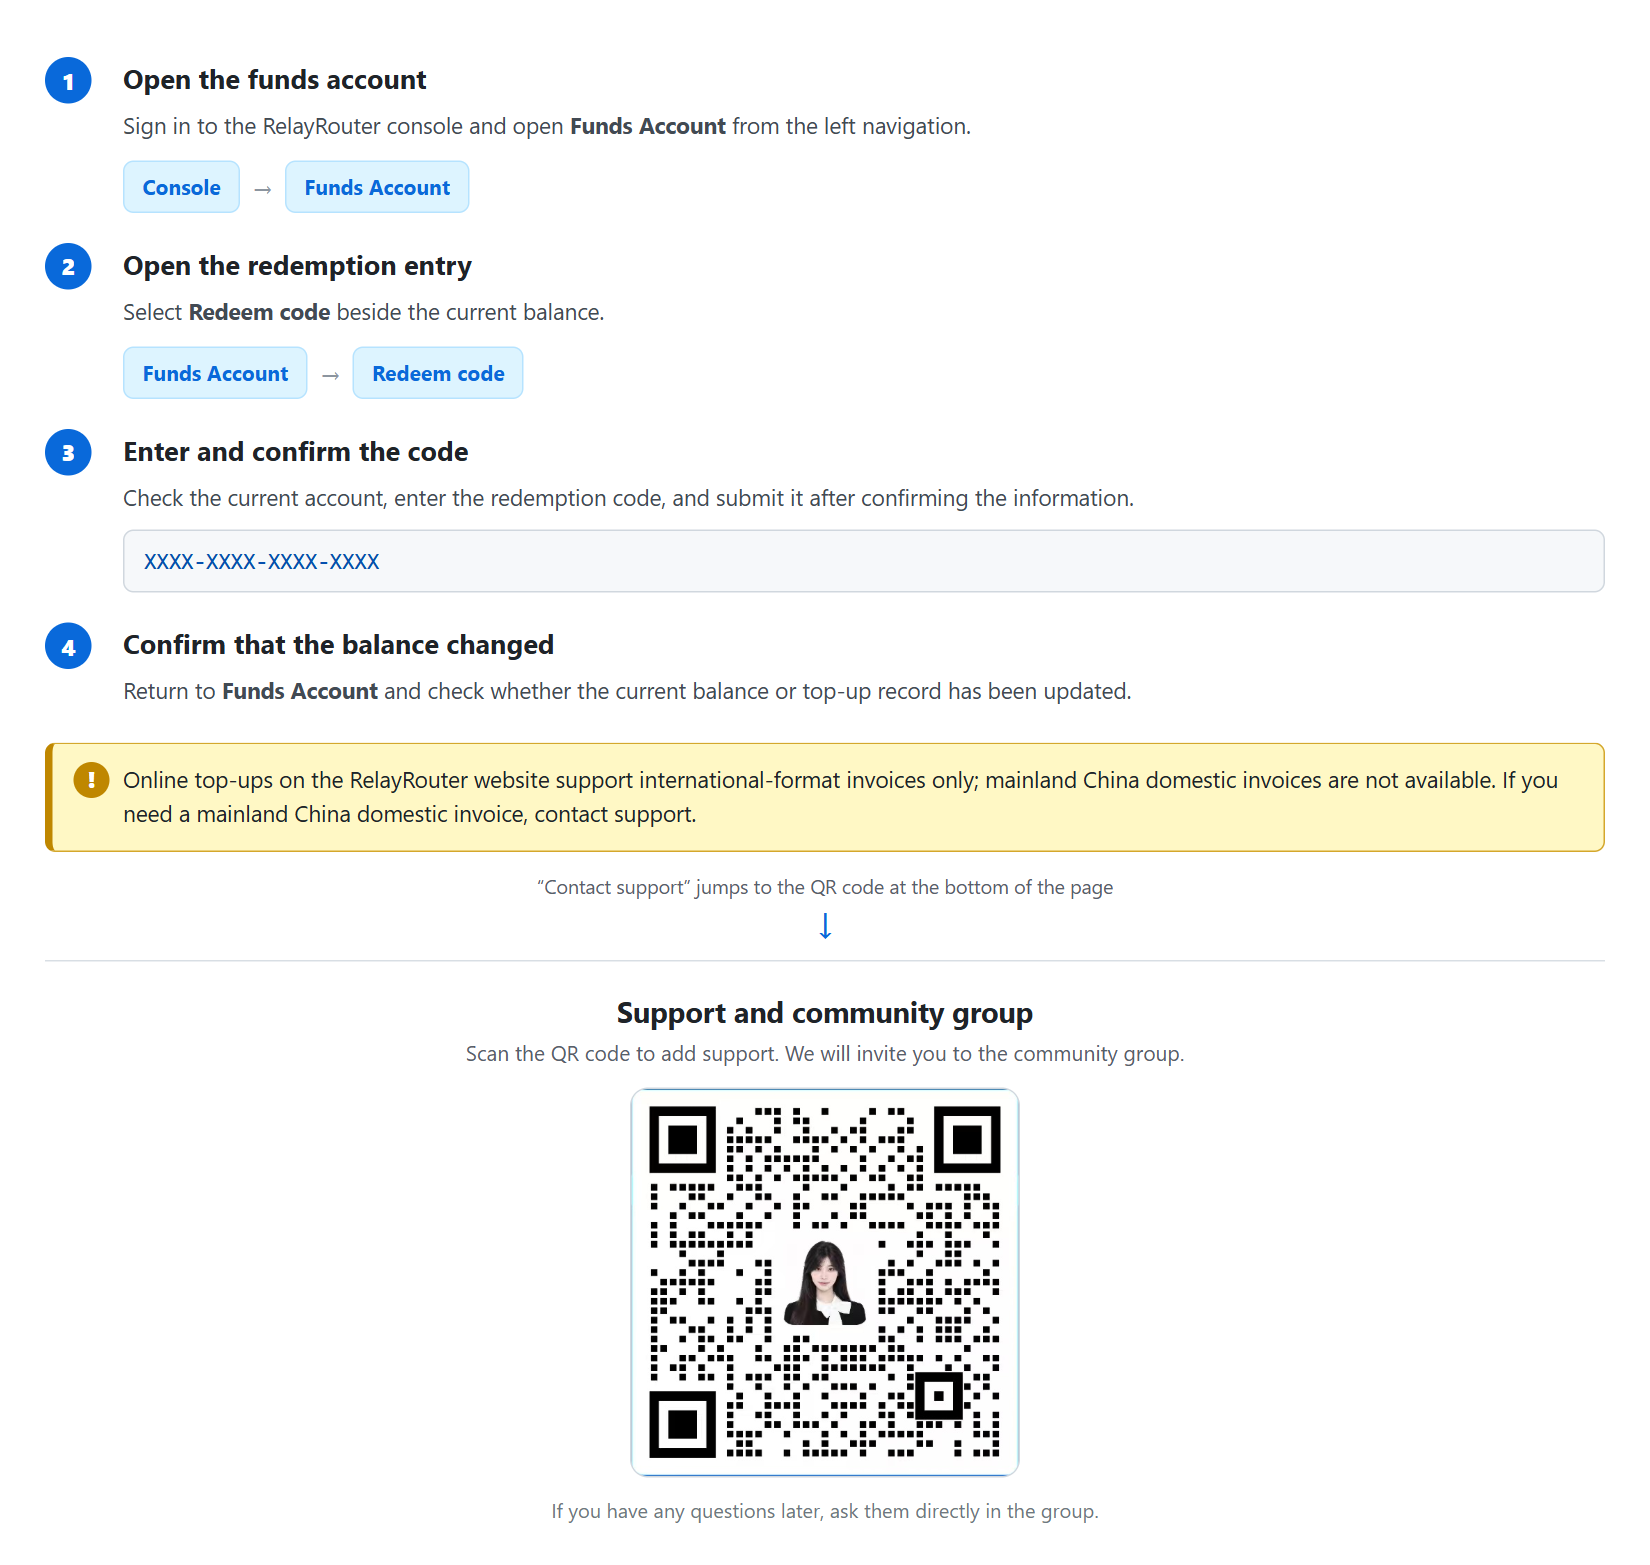 1
Open the funds account
Sign in to the RelayRouter console and open Funds Account from the left navigation.
Console → Funds Account
2
Open the redemption entry
Select Redeem code beside the current balance.
Funds Account → Redeem code
3
Enter and confirm the code
Check the current account, enter the redemption code, and submit it after confirming the information.
XXXX-XXXX-XXXX-XXXX
4
Confirm that the balance changed
Return to Funds Account and check whether the current balance or top-up record has been updated.
! Online top-ups on the RelayRouter website support international-format invoices only; mainland China domestic invoices are not available. If you
need a mainland China domestic invoice, contact support.
“Contact support” jumps to the QR code at the bottom of the page
↓
Support and community group
Scan the QR code to add support. We will invite you to the community group.
If you have any questions later, ask them directly in the group.